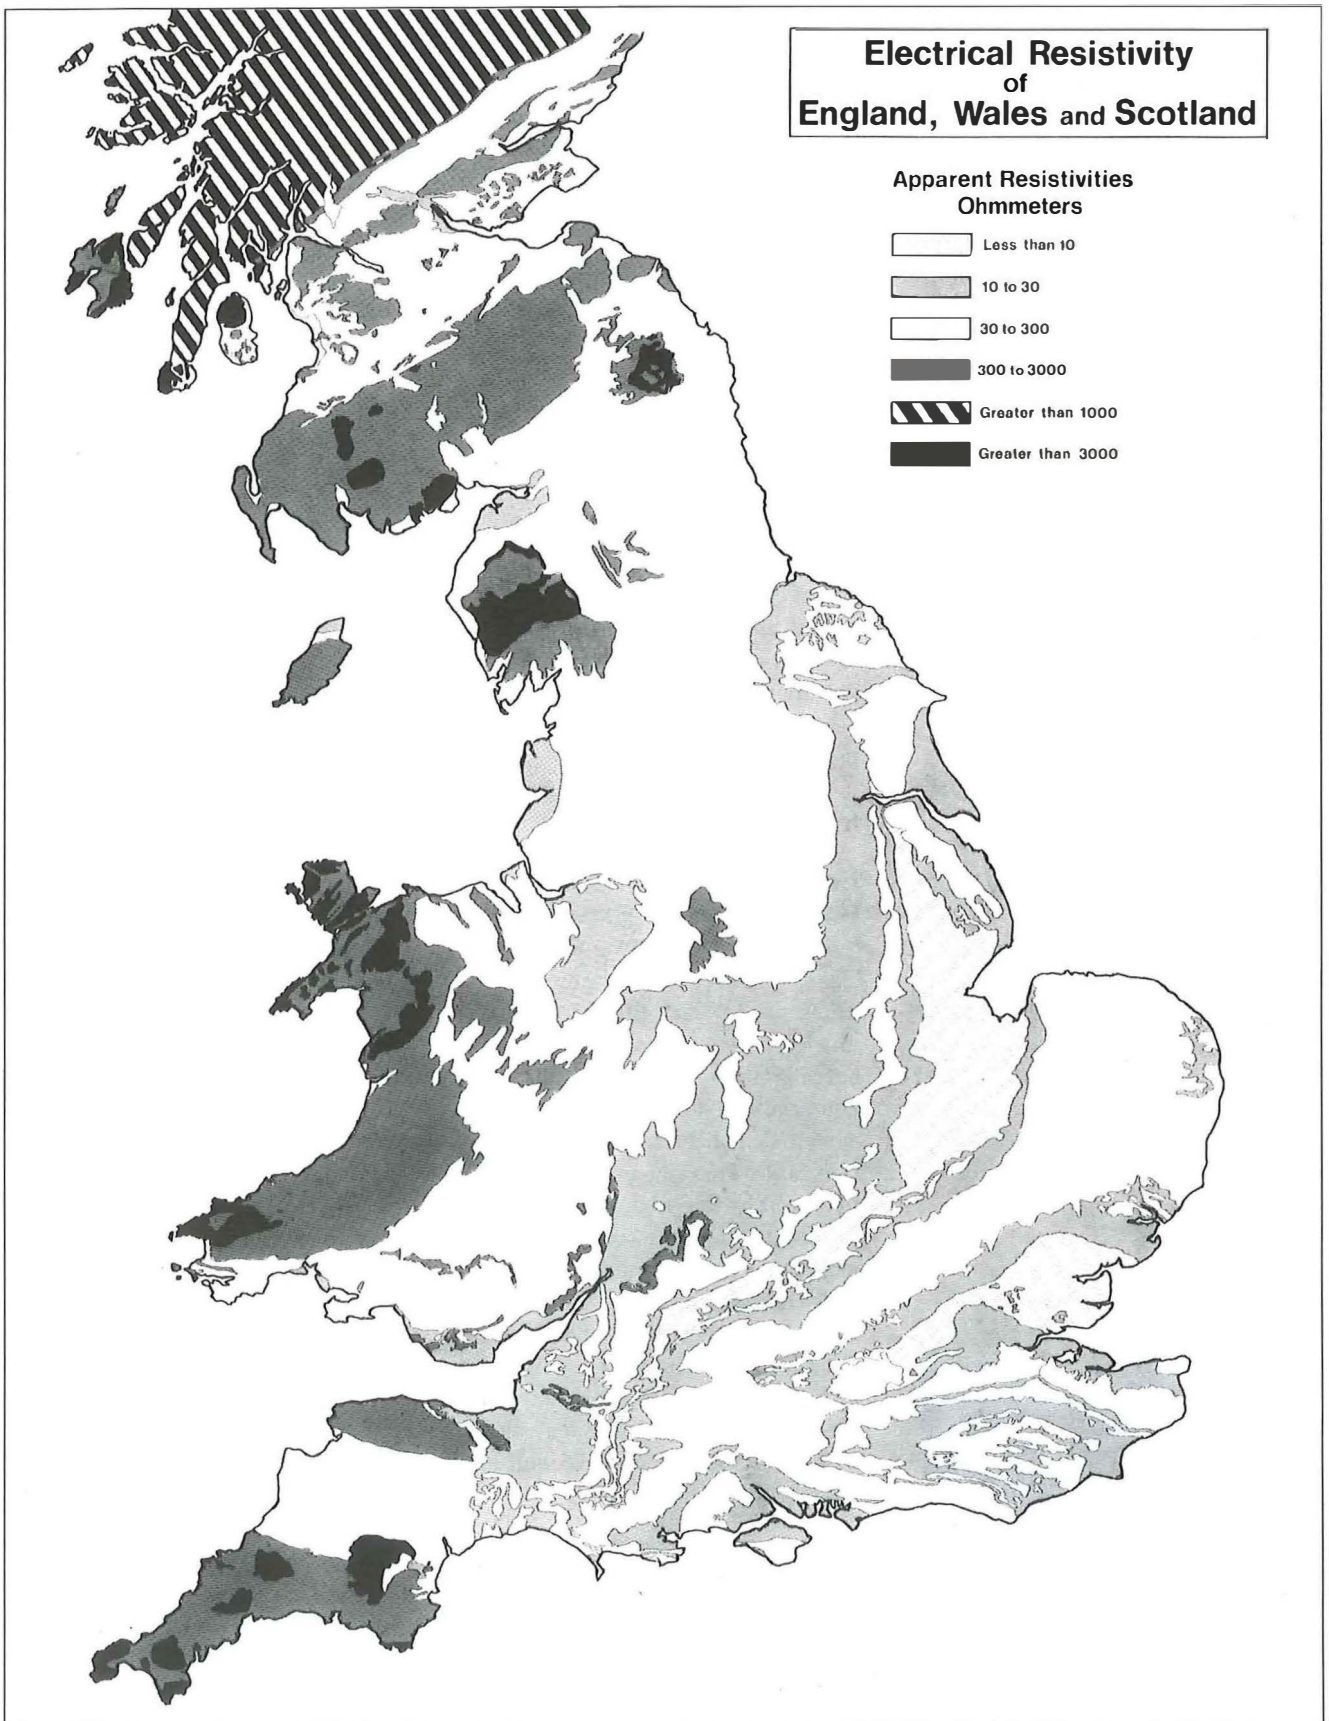 Electrical Resistivity
of
England, Wales and Scotland
Apparent Resistivities
Ohmmeters
Less than 10
10 to 30
30 to 300
300 to 3000
Greater than 1000
Greater than 3000